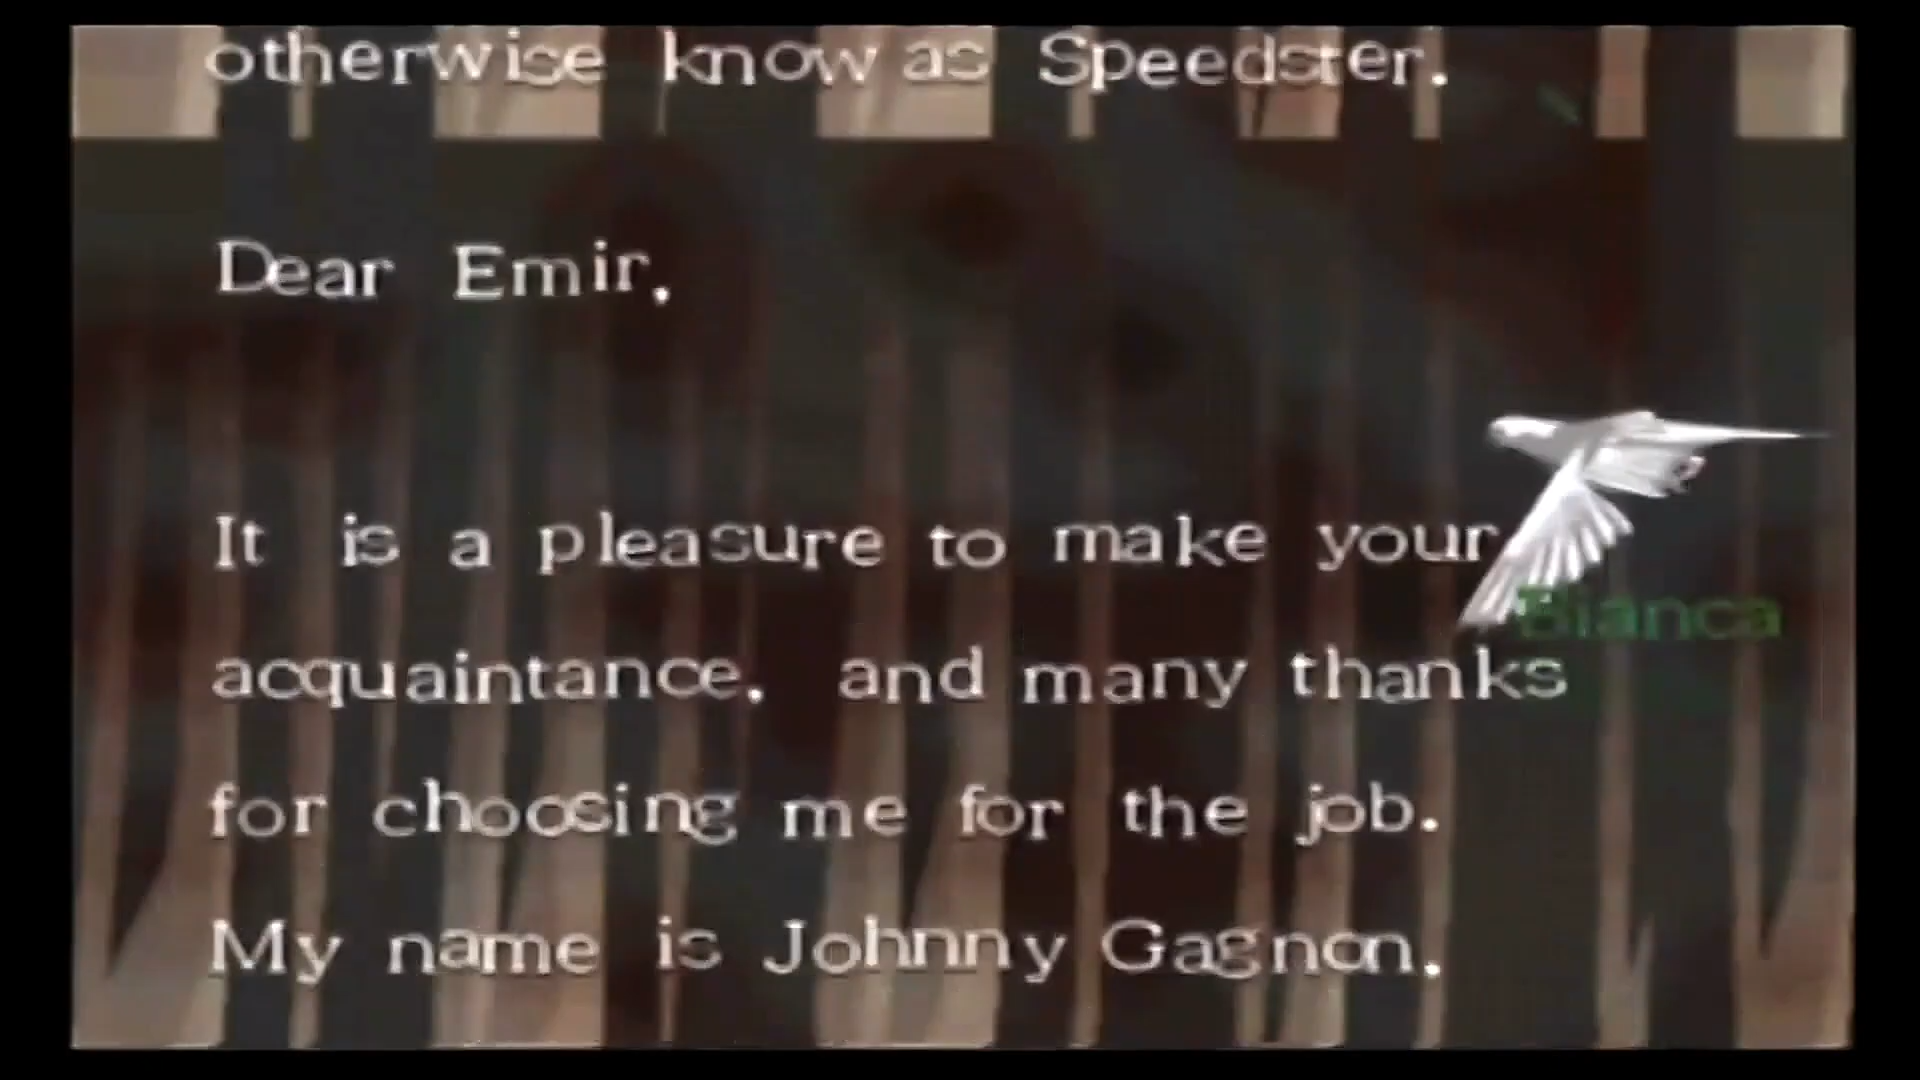 otherwise know as Speedster.
Dear Emir,
It is a pleasure to make your
Bianca
acquaintance, and many thanks
for choosing me for the job.
My name is Johnny Gagnon.